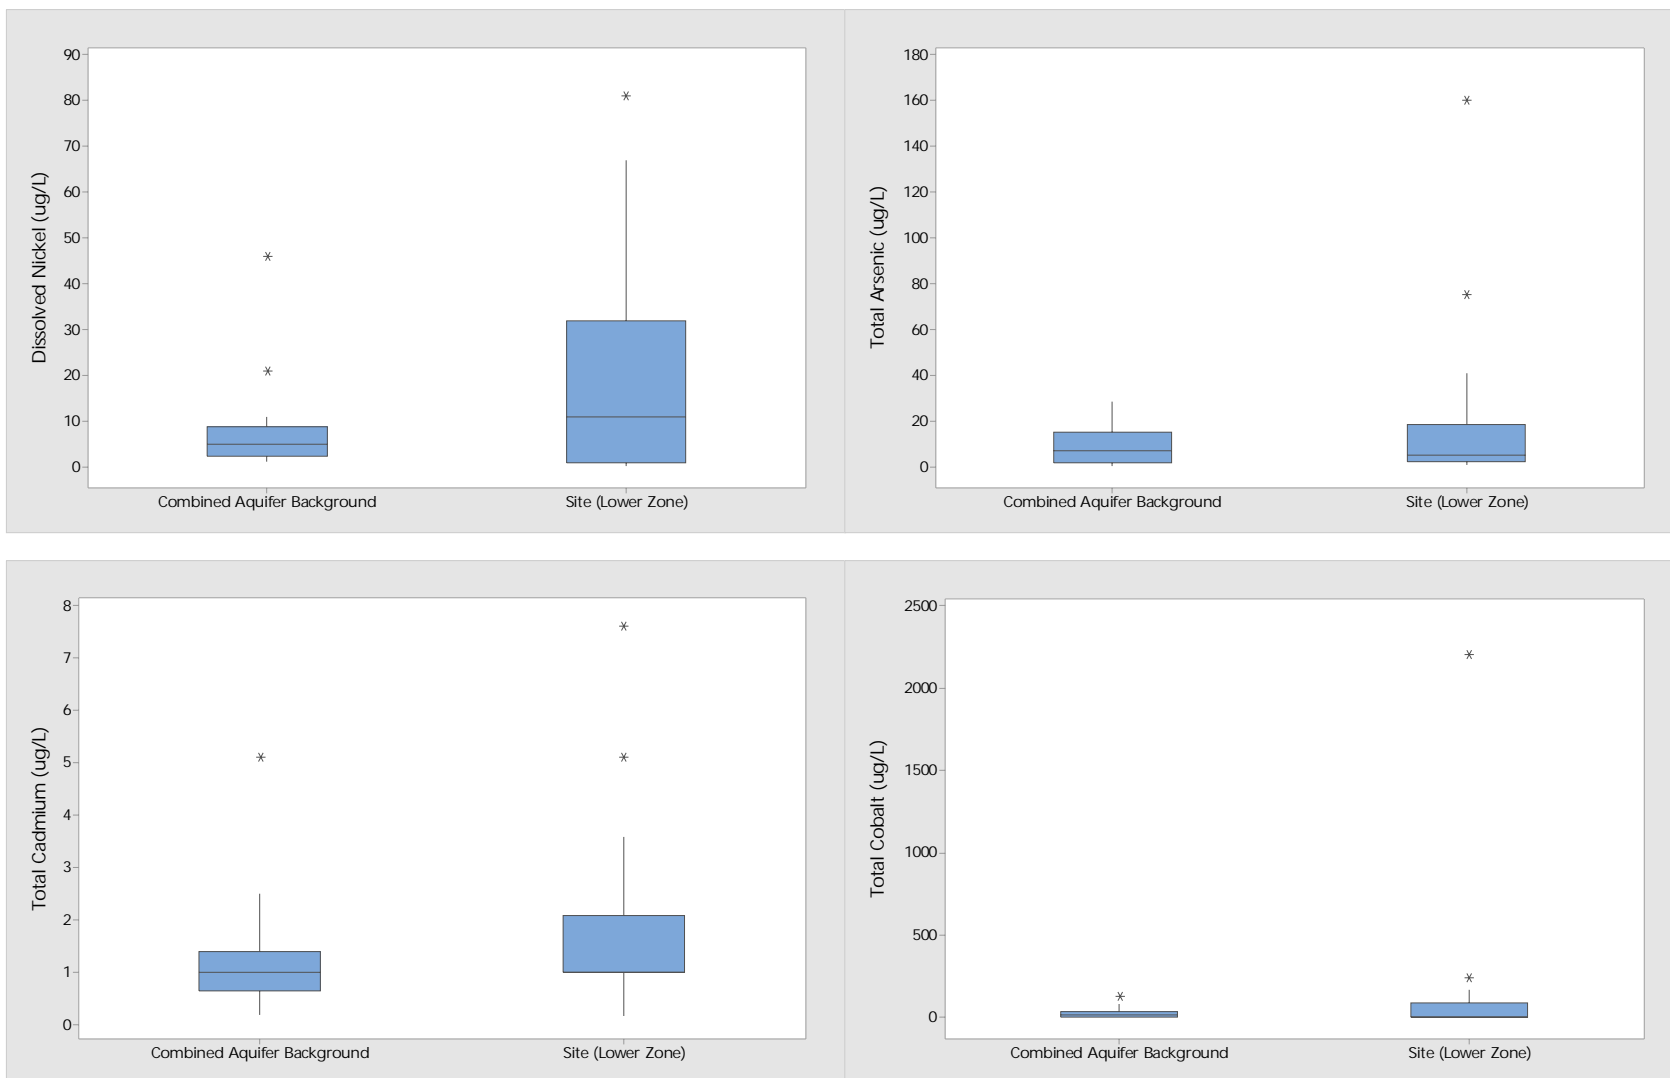 Dissolved Nickel (ug/L)
90
80
70
60
50
40
30
20
10
0
Combined Aquifer Background
Site (Lower Zone)
Total Arsenic (ug/L)
180
160
140
120
100
80
60
40
20
0
Combined Aquifer Background
Site (Lower Zone)
Total Cadmium (ug/L)
8
7
6
5
4
3
2
1
0
Combined Aquifer Background
Site (Lower Zone)
Total Cobalt (ug/L)
2500
2000
1500
1000
500
0
Combined Aquifer Background
Site (Lower Zone)